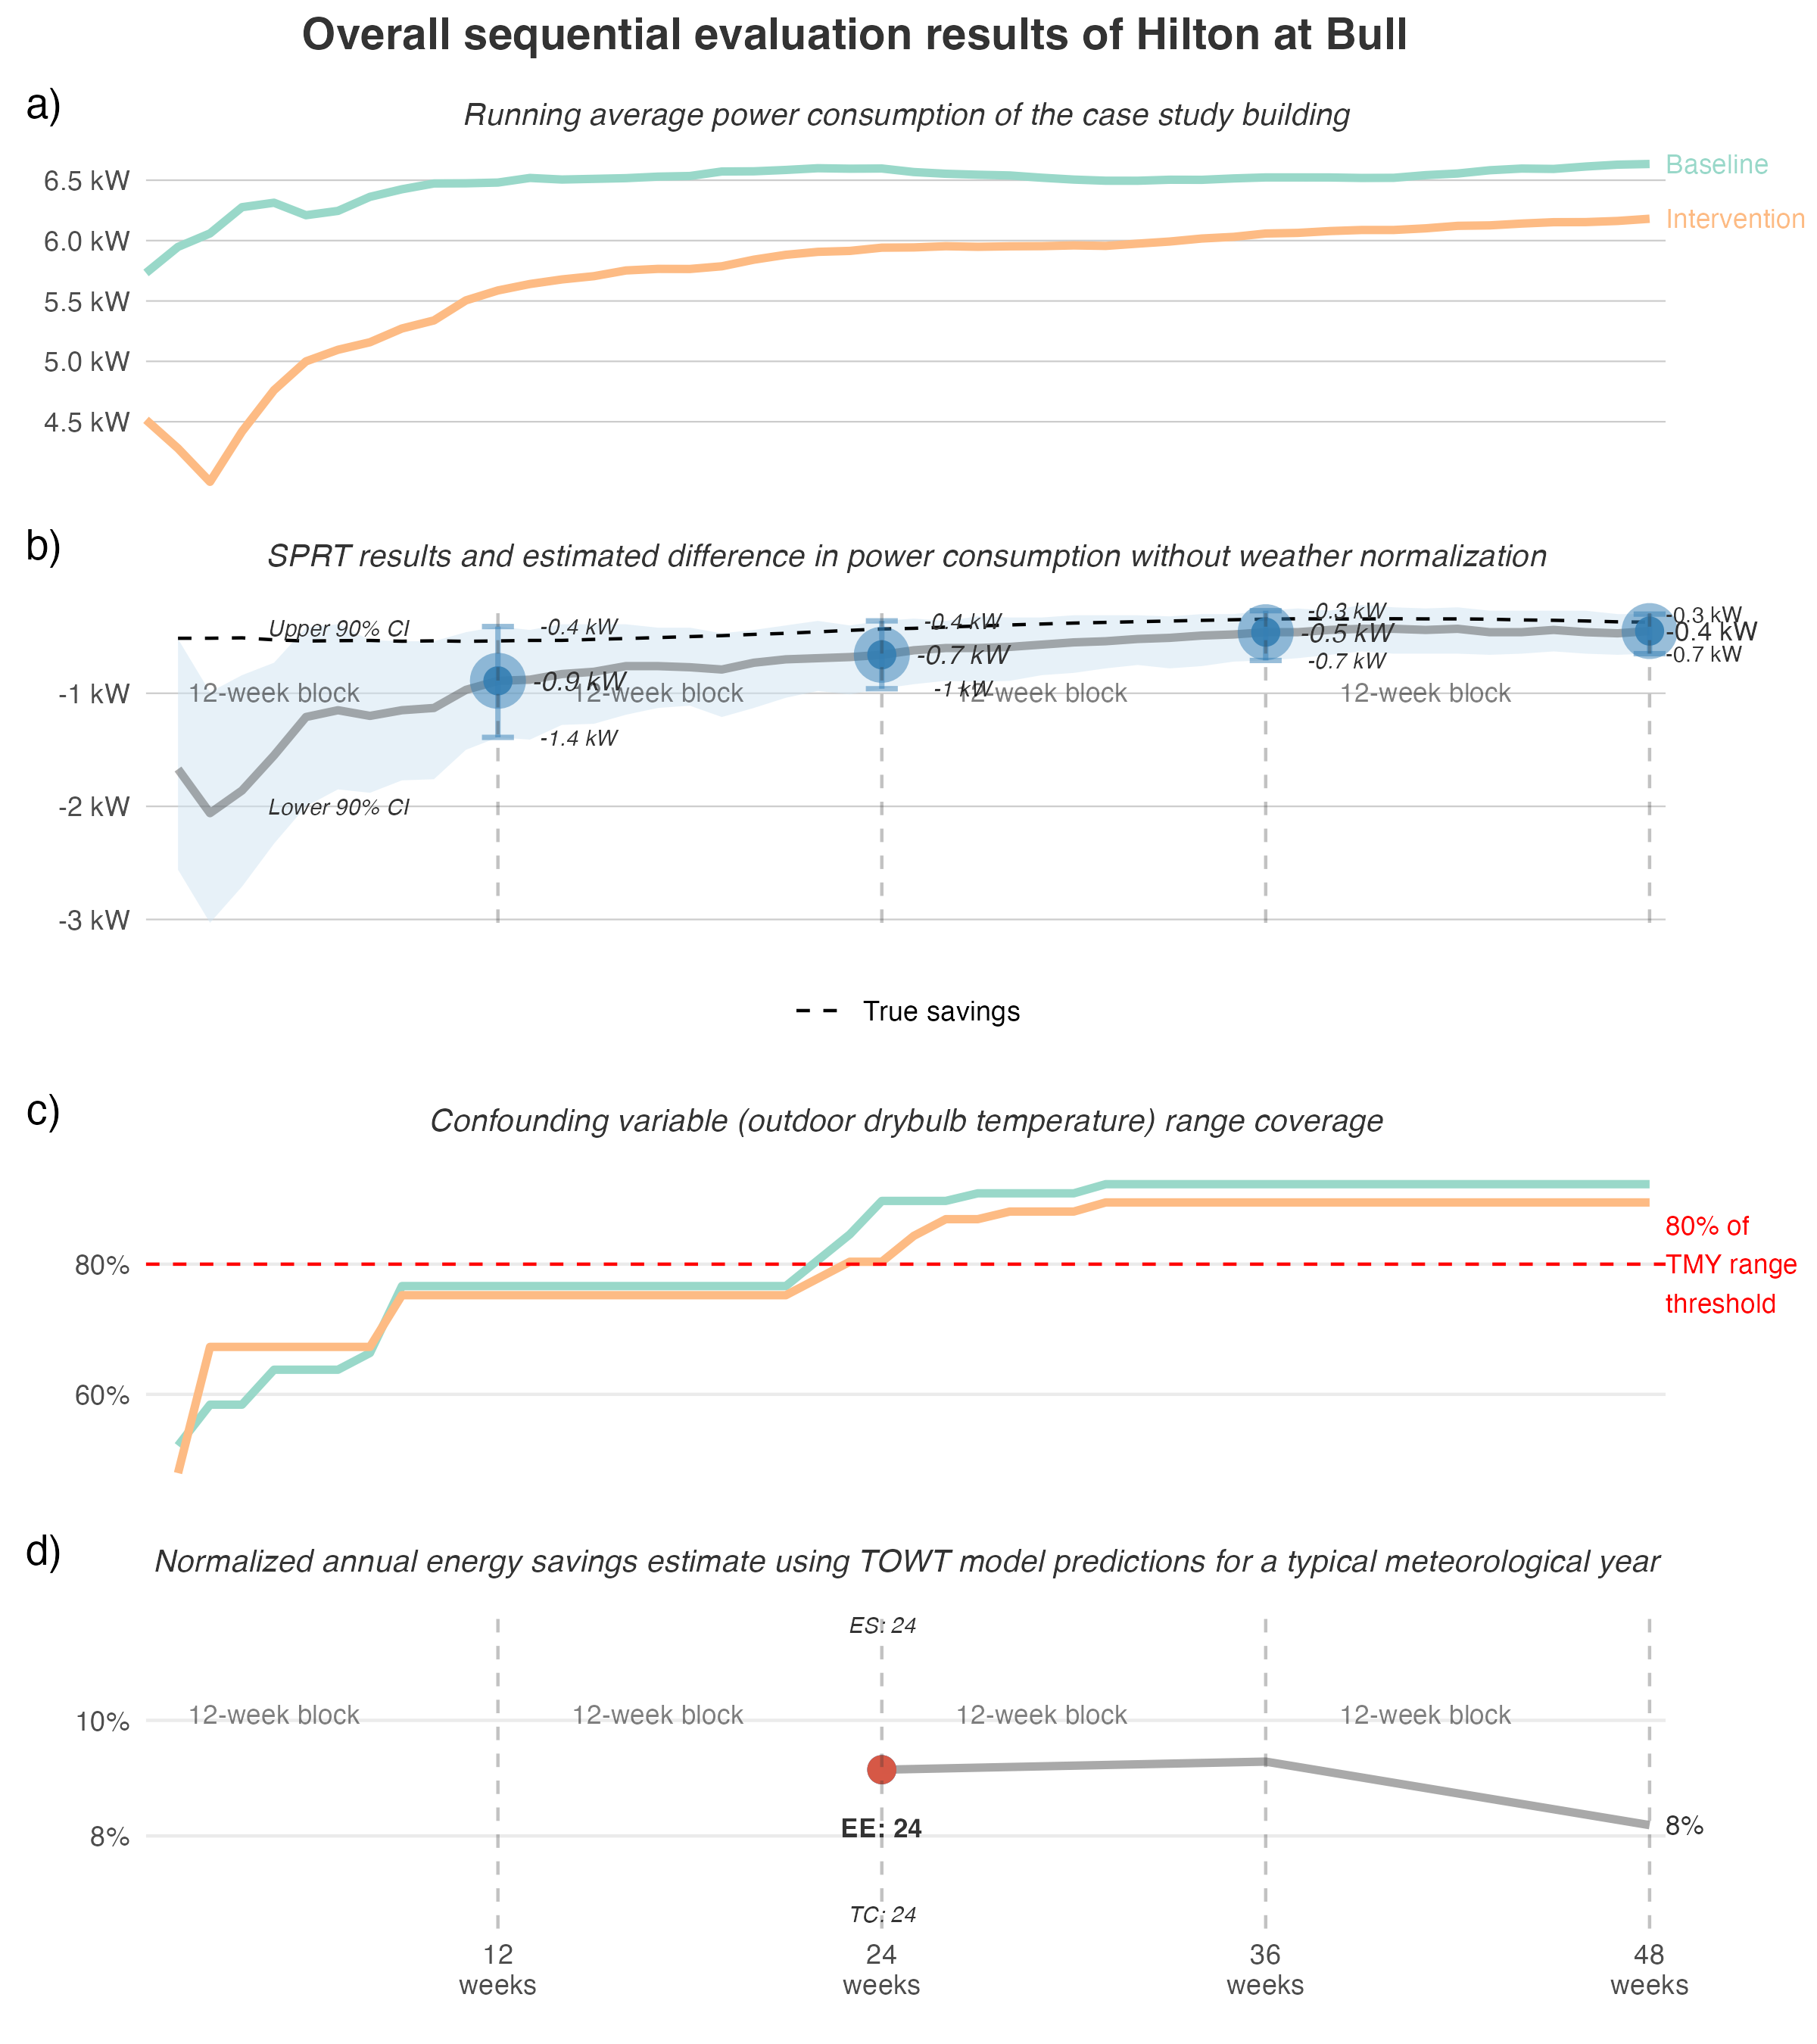 Overall sequential evaluation results of Hilton at Bull
a)
Running average power consumption of the case study building
6.5 kW
6.0 kW
5.5 kW
5.0 kW
4.5 kW
Baseline
Intervention
b)
SPRT results and estimated difference in power consumption without weather normalization
Upper 90% CI
Lower 90% CI
-1 kW
-2 kW
-3 kW
12-week block
12-week block
12-week block
12-week block
-0.4 kW
-0.9 kW
-1.4 kW
-0.4 kW
-0.7 kW
-1 kW
-0.3 kW
-0.5 kW
-0.7 kW
-0.3 kW
-0.4 kW
-0.7 kW
True savings
c)
Confounding variable (outdoor drybulb temperature) range coverage
80%
60%
80% of
TMY range
threshold
d)
Normalized annual energy savings estimate using TOWT model predictions for a typical meteorological year
ES: 24
10%
8%
12-week block
12-week block
12-week block
12-week block
EE: 24
8%
TC: 24
12
weeks
24
weeks
36
weeks
48
weeks